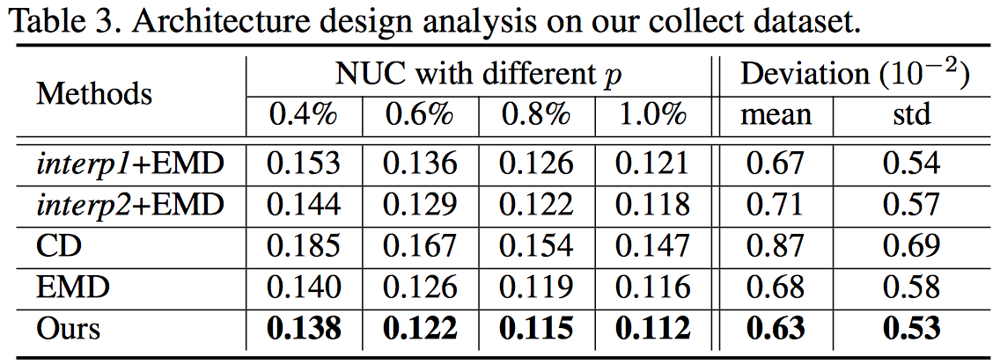 Table 3. Architecture design analysis on our collect dataset.
Methods NUC with different p Deviation (10⁻²)
0.4% 0.6% 0.8% 1.0% mean std
interp1+EMD 0.153 0.136 0.126 0.121 0.67 0.54
interp2+EMD 0.144 0.129 0.122 0.118 0.71 0.57
CD 0.185 0.167 0.154 0.147 0.87 0.69
EMD 0.140 0.126 0.119 0.116 0.68 0.58
Ours 0.138 0.122 0.115 0.112 0.63 0.53